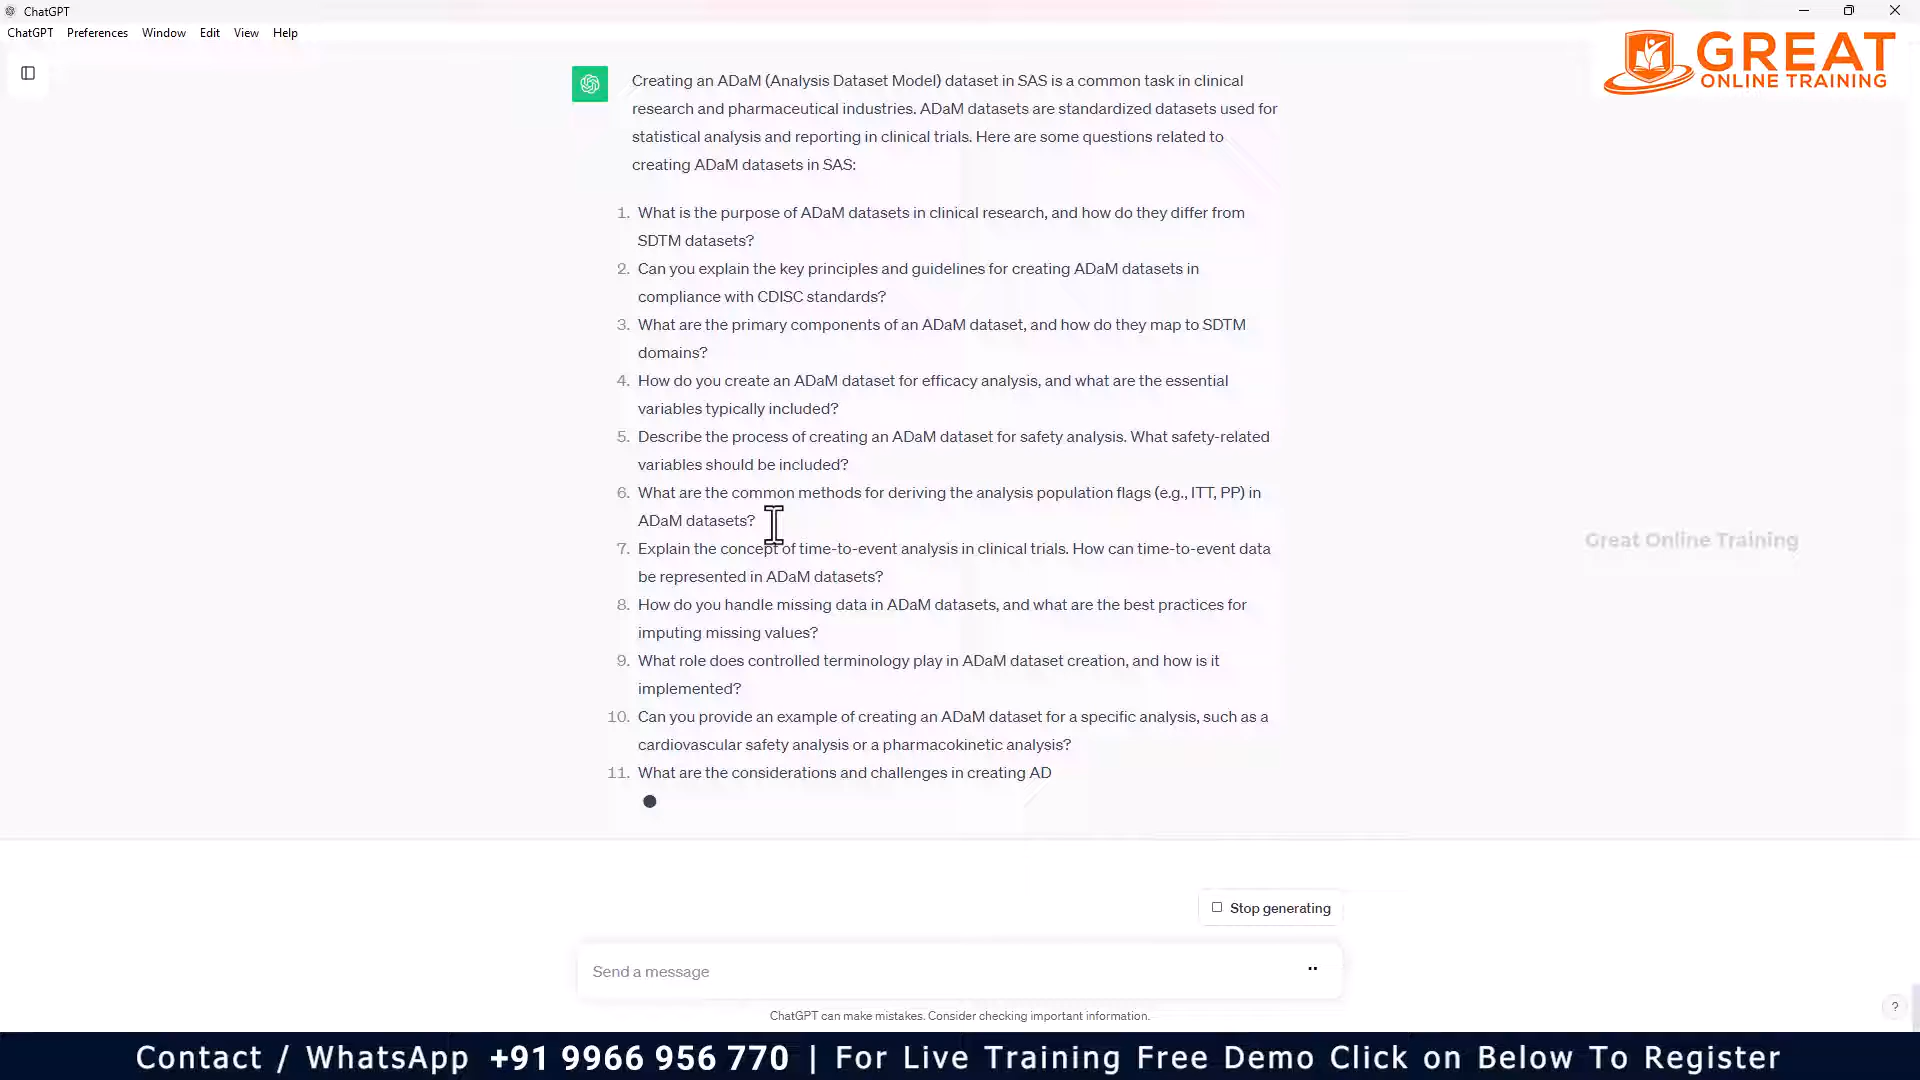 ChatGPT
ChatGPT Preferences Window Edit View Help
GREAT
ONLINE TRAINING
Creating an ADaM (Analysis Dataset Model) dataset in SAS is a common task in clinical
research and pharmaceutical industries. ADaM datasets are standardized datasets used for
statistical analysis and reporting in clinical trials. Here are some questions related to
creating ADaM datasets in SAS:
1. What is the purpose of ADaM datasets in clinical research, and how do they differ from
SDTM datasets?
2. Can you explain the key principles and guidelines for creating ADaM datasets in
compliance with CDISC standards?
3. What are the primary components of an ADaM dataset, and how do they map to SDTM
domains?
4. How do you create an ADaM dataset for efficacy analysis, and what are the essential
variables typically included?
5. Describe the process of creating an ADaM dataset for safety analysis. What safety-related
variables should be included?
6. What are the common methods for deriving the analysis population flags (e.g., ITT, PP) in
ADaM datasets?
7. Explain the concept of time-to-event analysis in clinical trials. How can time-to-event data
be represented in ADaM datasets?
8. How do you handle missing data in ADaM datasets, and what are the best practices for
imputing missing values?
9. What role does controlled terminology play in ADaM dataset creation, and how is it
implemented?
10. Can you provide an example of creating an ADaM dataset for a specific analysis, such as a
cardiovascular safety analysis or a pharmacokinetic analysis?
11. What are the considerations and challenges in creating AD
Great Online Training
Stop generating
Send a message
ChatGPT can make mistakes. Consider checking important information.
?
Contact / WhatsApp +91 9966 956 770 | For Live Training Free Demo Click on Below To Register